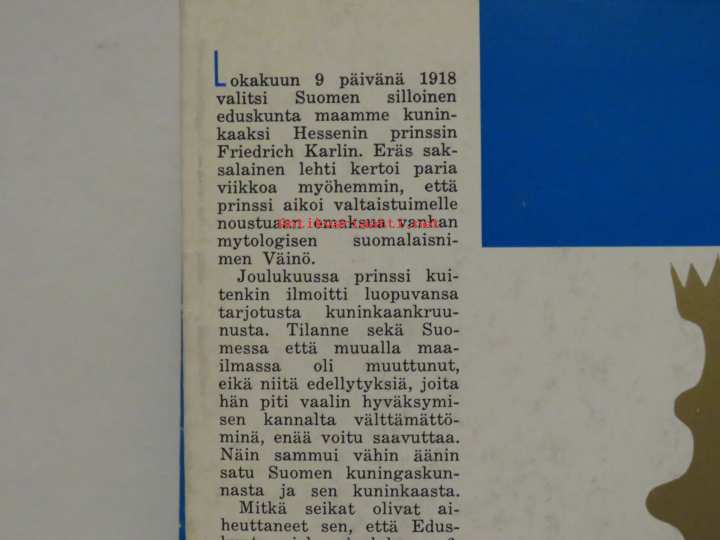 Lokakuun 9 päivänä 1918
valitsi Suomen silloinen
eduskunta maamme kunin-
kaaksi Hessenin prinssin
Friedrich Karlin. Eräs sak-
salainen lehti kertoi paria
viikkoa myöhemmin, että
prinssi aikoi valtaistuimelle
noustuaan omaksua vanhan
mytologisen suomalaisni-
men Väinö.
Joulukuussa prinssi kui-
tenkin ilmoitti luopuvansa
tarjotusta kuninkaankruu-
nusta. Tilanne sekä Suo-
messa että muualla maa-
ilmassa oli muuttunut,
eikä niitä edellytyksiä, joita
hän piti vaalin hyväksymi-
sen kannalta välttämättö-
minä, enää voitu saavuttaa.
Näin sammui vähin äänin
satu Suomen kuningaskun-
nasta ja sen kuninkaasta.
Mitkä seikat olivat ai-
heuttaneet sen, että Edus-